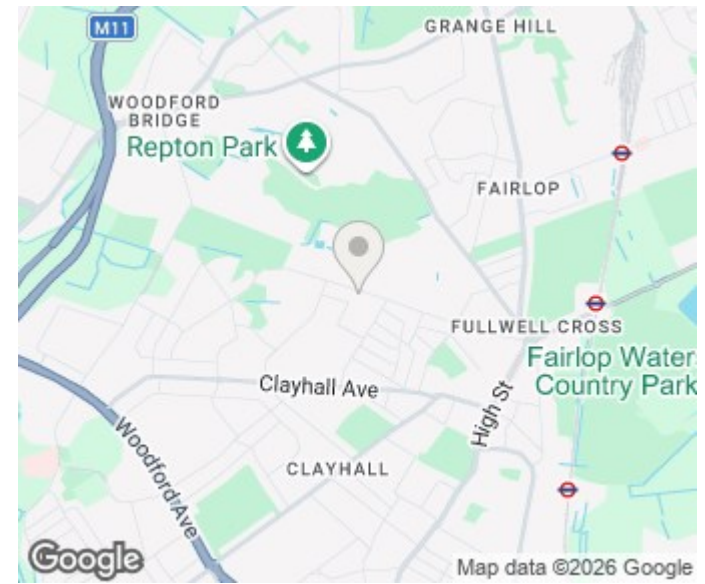 M11
GRANGE HILL
WOODFORD
BRIDGE
Repton Park
FAIRLOP
FULLWELL CROSS
Fairlop Waters
Country Park
Clayhall Ave
High St
Woodford Ave
CLAYHALL
Google
Map data ©2026 Google